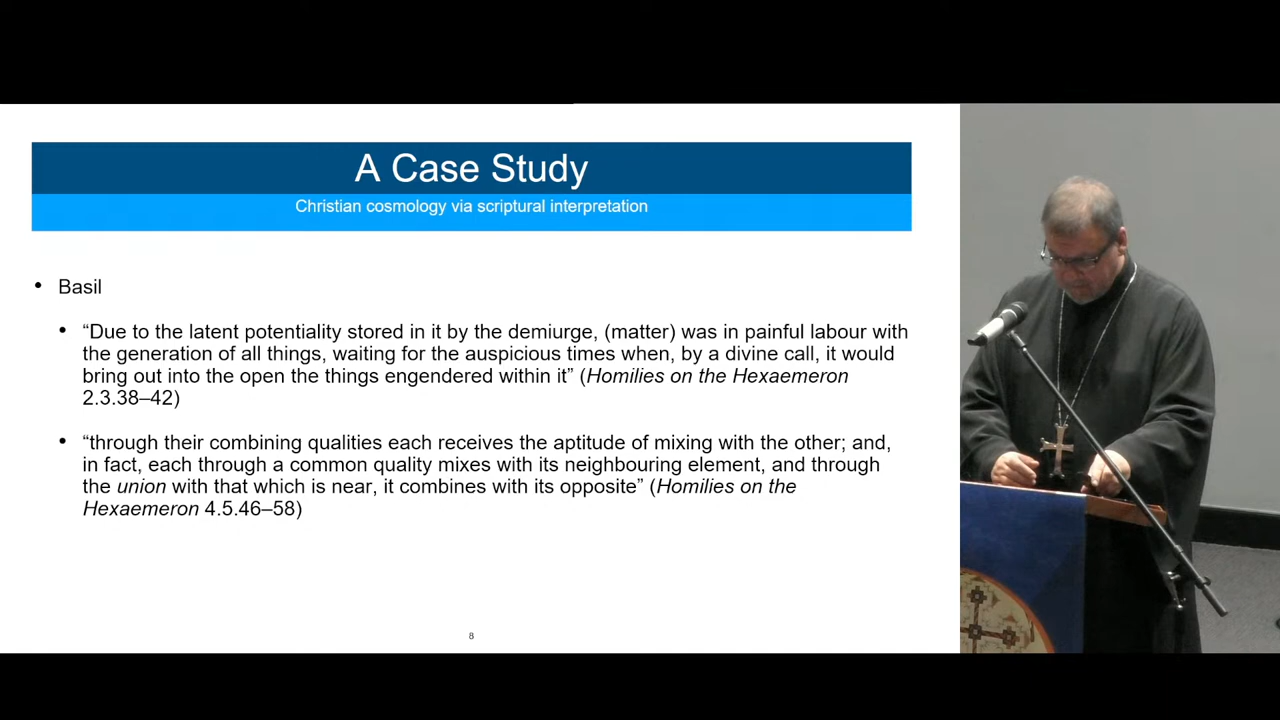 A Case Study
Christian cosmology via scriptural interpretation
• Basil
• “Due to the latent potentiality stored in it by the demiurge, (matter) was in painful labour with
the generation of all things, waiting for the auspicious times when, by a divine call, it would
bring out into the open the things engendered within it” (Homilies on the Hexaemeron
2.3.38–42)
• “through their combining qualities each receives the aptitude of mixing with the other; and,
in fact, each through a common quality mixes with its neighbouring element, and through
the union with that which is near, it combines with its opposite” (Homilies on the
Hexaemeron 4.5.46–58)
8